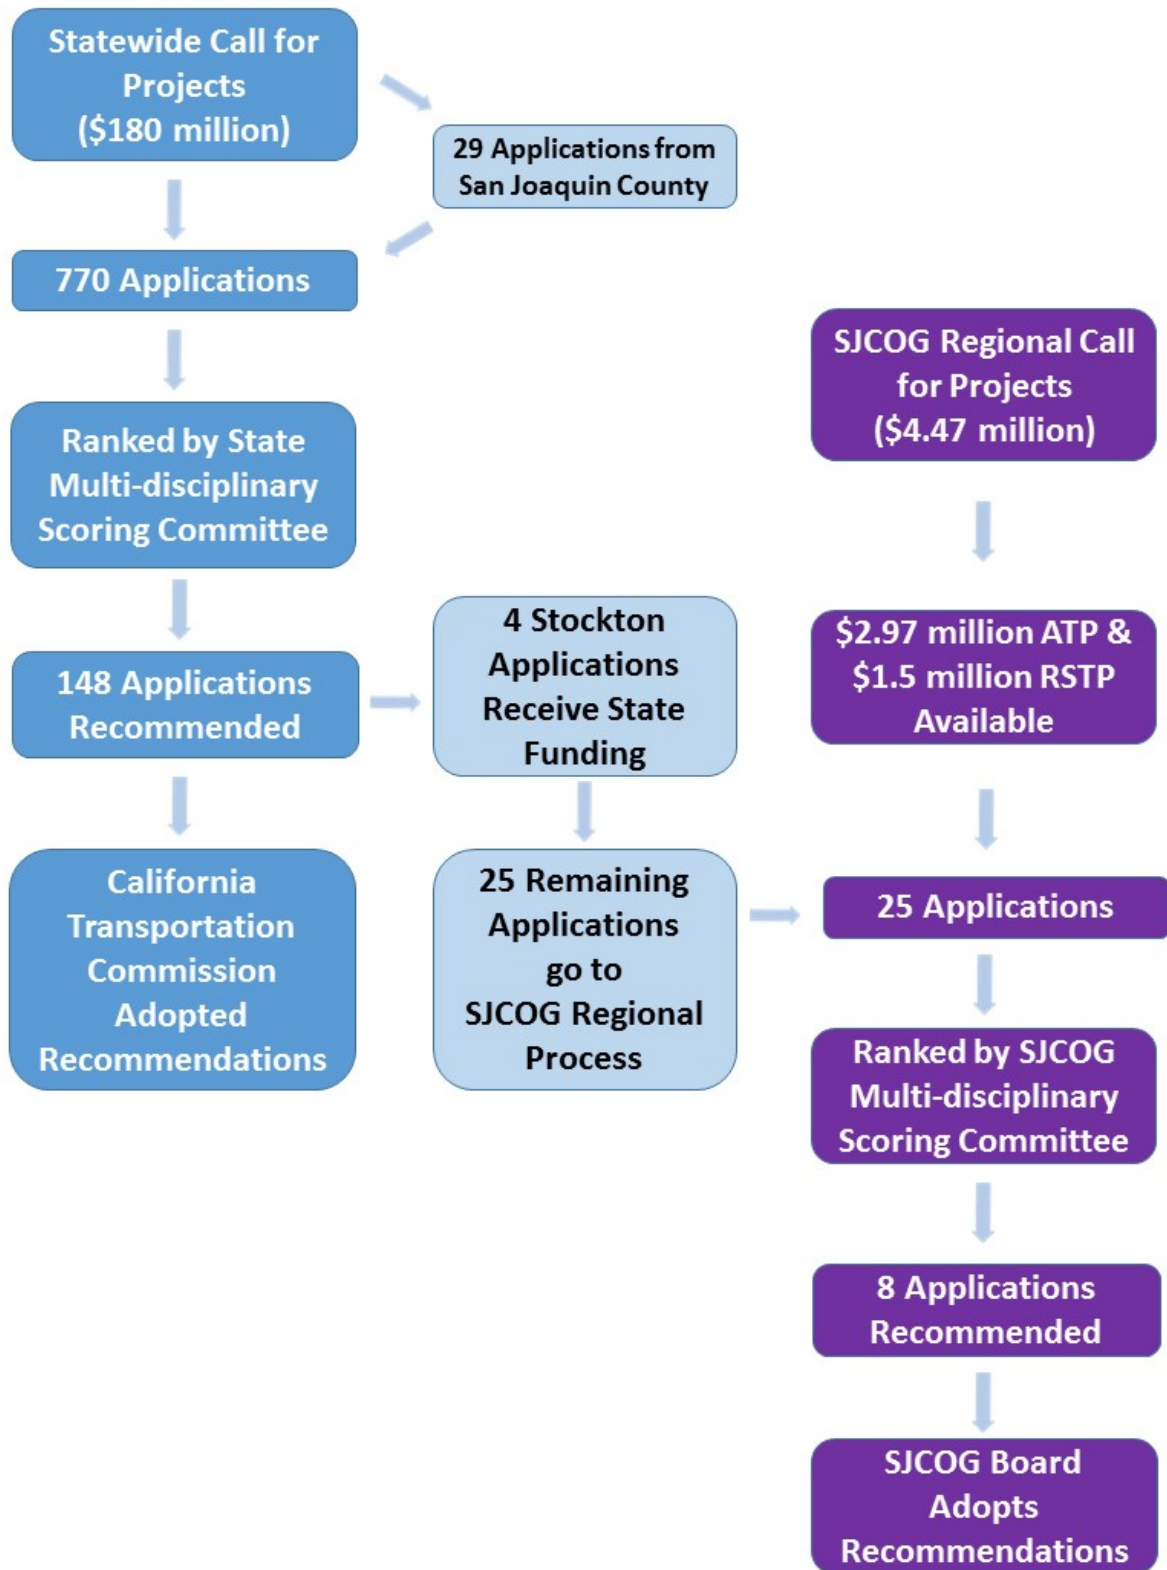 Statewide Call for
Projects
($180 million)
29 Applications from
San Joaquin County
770 Applications
Ranked by State
Multi-disciplinary
Scoring Committee
148 Applications
Recommended
4 Stockton
Applications
Receive State
Funding
California
Transportation
Commission
Adopted
Recommendations
25 Remaining
Applications
go to
SJCOG Regional
Process
SJCOG Regional Call
for Projects
($4.47 million)
$2.97 million ATP &
$1.5 million RSTP
Available
25 Applications
Ranked by SJCOG
Multi-disciplinary
Scoring Committee
8 Applications
Recommended
SJCOG Board
Adopts
Recommendations